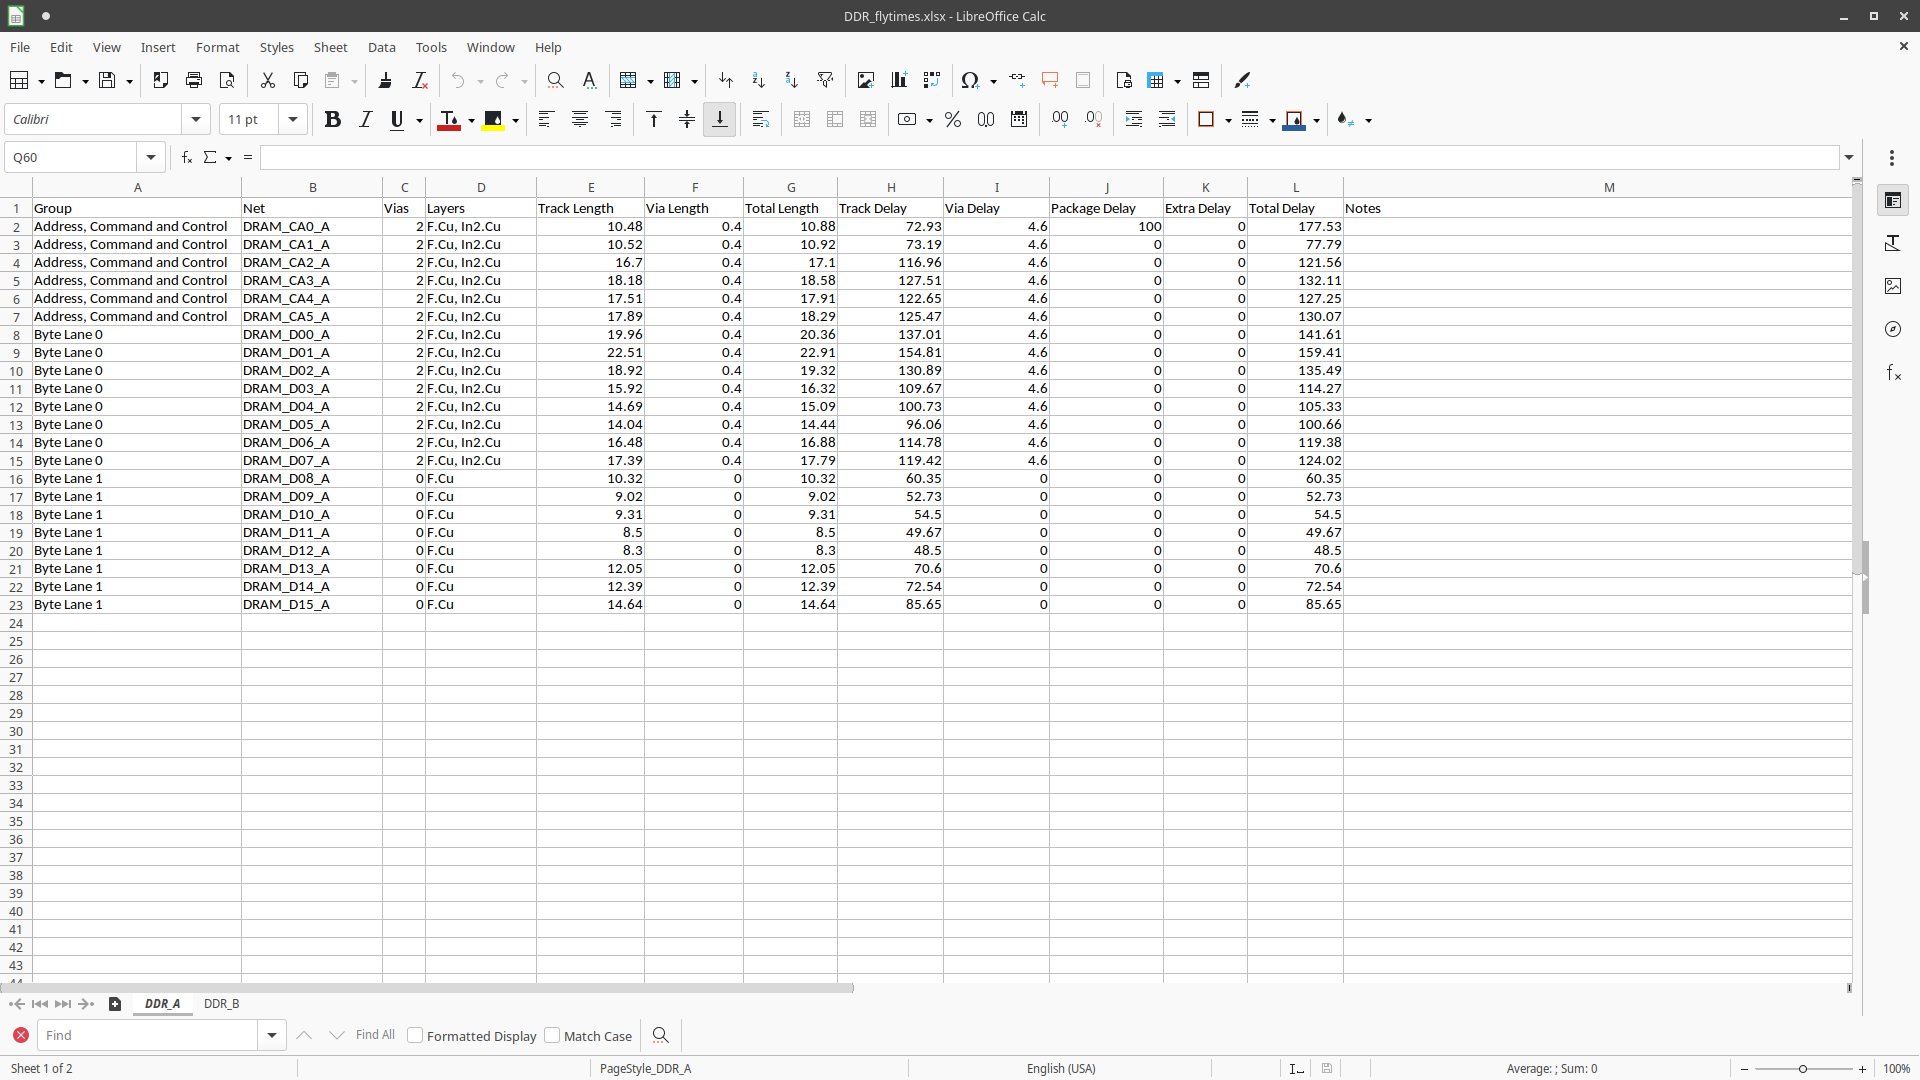 DDR_flytimes.xlsx - LibreOffice Calc
File Edit View Insert Format Styles Sheet Data Tools Window Help
Calibri 11 pt
Q60
A B C D E F G H I J K L M
1 Group Net Vias Layers Track Length Via Length Total Length Track Delay Via Delay Package Delay Extra Delay Total Delay Notes
2 Address, Command and Control DRAM_CA0_A 2 F.Cu, In2.Cu 10.48 0.4 10.88 72.93 4.6 100 0 177.53
3 Address, Command and Control DRAM_CA1_A 2 F.Cu, In2.Cu 10.52 0.4 10.92 73.19 4.6 0 0 77.79
4 Address, Command and Control DRAM_CA2_A 2 F.Cu, In2.Cu 16.7 0.4 17.1 116.96 4.6 0 0 121.56
5 Address, Command and Control DRAM_CA3_A 2 F.Cu, In2.Cu 18.18 0.4 18.58 127.51 4.6 0 0 132.11
6 Address, Command and Control DRAM_CA4_A 2 F.Cu, In2.Cu 17.51 0.4 17.91 122.65 4.6 0 0 127.25
7 Address, Command and Control DRAM_CA5_A 2 F.Cu, In2.Cu 17.89 0.4 18.29 125.47 4.6 0 0 130.07
8 Byte Lane 0 DRAM_D00_A 2 F.Cu, In2.Cu 19.96 0.4 20.36 137.01 4.6 0 0 141.61
9 Byte Lane 0 DRAM_D01_A 2 F.Cu, In2.Cu 22.51 0.4 22.91 154.81 4.6 0 0 159.41
10 Byte Lane 0 DRAM_D02_A 2 F.Cu, In2.Cu 18.92 0.4 19.32 130.89 4.6 0 0 135.49
11 Byte Lane 0 DRAM_D03_A 2 F.Cu, In2.Cu 15.92 0.4 16.32 109.67 4.6 0 0 114.27
12 Byte Lane 0 DRAM_D04_A 2 F.Cu, In2.Cu 14.69 0.4 15.09 100.73 4.6 0 0 105.33
13 Byte Lane 0 DRAM_D05_A 2 F.Cu, In2.Cu 14.04 0.4 14.44 96.06 4.6 0 0 100.66
14 Byte Lane 0 DRAM_D06_A 2 F.Cu, In2.Cu 16.48 0.4 16.88 114.78 4.6 0 0 119.38
15 Byte Lane 0 DRAM_D07_A 2 F.Cu, In2.Cu 17.39 0.4 17.79 119.42 4.6 0 0 124.02
16 Byte Lane 1 DRAM_D08_A 0 F.Cu 10.32 0 10.32 60.35 0 0 0 60.35
17 Byte Lane 1 DRAM_D09_A 0 F.Cu 9.02 0 9.02 52.73 0 0 0 52.73
18 Byte Lane 1 DRAM_D10_A 0 F.Cu 9.31 0 9.31 54.5 0 0 0 54.5
19 Byte Lane 1 DRAM_D11_A 0 F.Cu 8.5 0 8.5 49.67 0 0 0 49.67
20 Byte Lane 1 DRAM_D12_A 0 F.Cu 8.3 0 8.3 48.5 0 0 0 48.5
21 Byte Lane 1 DRAM_D13_A 0 F.Cu 12.05 0 12.05 70.6 0 0 0 70.6
22 Byte Lane 1 DRAM_D14_A 0 F.Cu 12.39 0 12.39 72.54 0 0 0 72.54
23 Byte Lane 1 DRAM_D15_A 0 F.Cu 14.64 0 14.64 85.65 0 0 0 85.65
24
25
26
27
28
29
30
31
32
33
34
35
36
37
38
39
40
41
42
43
44
DDR_A DDR_B
Find Find All Formatted Display Match Case
Sheet 1 of 2 PageStyle_DDR_A English (USA) Average: ; Sum: 0 100%